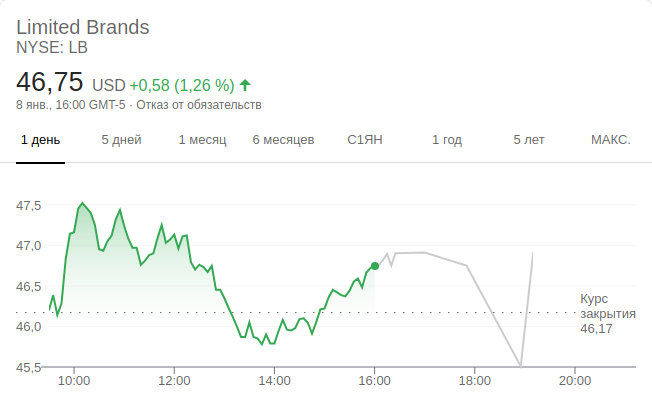 Limited Brands
NYSE: LB
46,75 USD +0,58 (1,26 %)
8 янв., 16:00 GMT-5 · Отказ от обязательств
1 день 5 дней 1 месяц 6 месяцев С1ЯН 1 год 5 лет МАКС.
47,5
47,0
46,5
46,0
45,5
Курс
закрытия
46,17
10:00 12:00 14:00 16:00 18:00 20:00